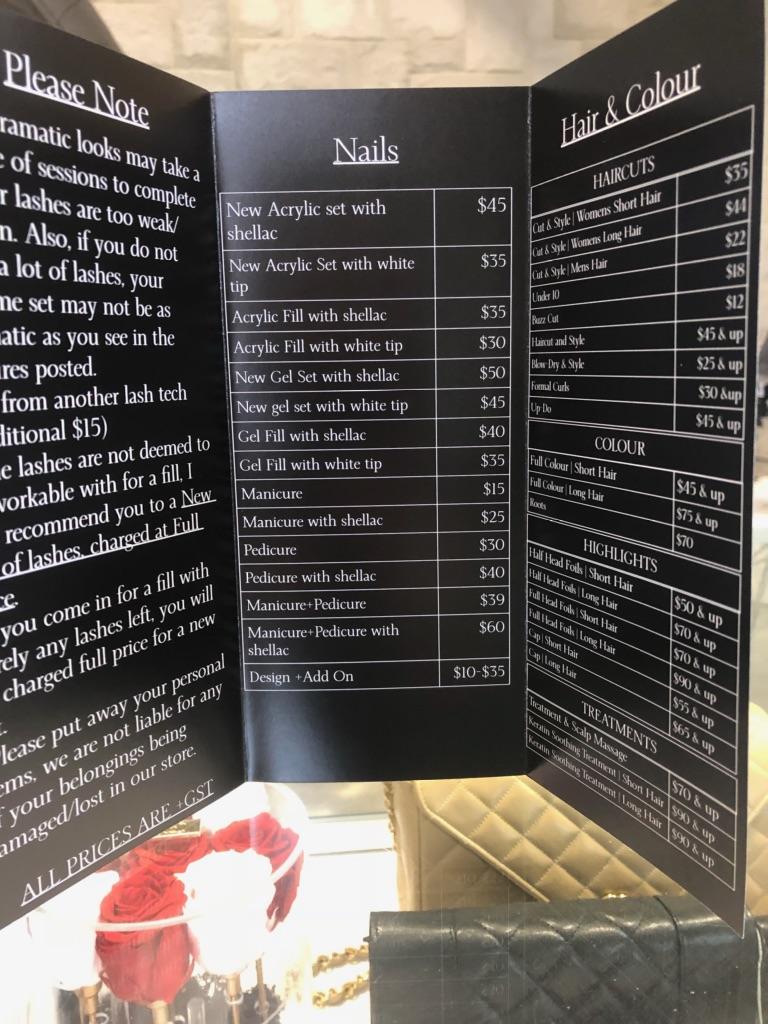 Please Note
ramatic looks may take a
e of sessions to complete
r lashes are too weak/
n. Also, if you do not
a lot of lashes, your
me set may not be as
atic as you see in the
res posted.
from another lash tech
ditional $15)
e lashes are not deemed to
workable with for a fill, I
recommend you to a New
of lashes, charged at Full
ce.
you come in for a fill with
rely any lashes left, you will
charged full price for a new
t.
Please put away your personal
ems, we are not liable for any
f your belongings being
amaged/lost in our store.
ALL PRICES ARE +GST
Nails
New Acrylic set with shellac $45
New Acrylic Set with white tip $35
Acrylic Fill with shellac $35
Acrylic Fill with white tip $30
New Gel Set with shellac $50
New gel set with white tip $45
Gel Fill with shellac $40
Gel Fill with white tip $35
Manicure $15
Manicure with shellac $25
Pedicure $30
Pedicure with shellac $40
Manicure+Pedicure $39
Manicure+Pedicure with shellac $60
Design +Add On $10-$35
Hair & Colour
HAIRCUTS
Cut & Style | Womens Short Hair $35
Cut & Style | Womens Long Hair $44
Cut & Style | Mens Hair $22
Under 10 $18
Buzz Cut $12
Haircut and Style $45 & up
Blow-Dry & Style $25 & up
Formal Curls $30 &up
Up-Do $45 & up
COLOUR
Full Colour | Short Hair $45 & up
Full Colour | Long Hair $75 & up
Roots $70
HIGHLIGHTS
Half Head Foils | Short Hair $50 & up
Half Head Foils | Long Hair $70 & up
Full Head Foils | Short Hair $70 & up
Full Head Foils | Long Hair $90 & up
Cap | Short Hair $55 & up
Cap | Long Hair $65 & up
TREATMENTS
Treatment & Scalp Massage $70 & up
Keratin Soothing Treatment | Short Hair $90 & up
Keratin Soothing Treatment | Long Hair $90 & up